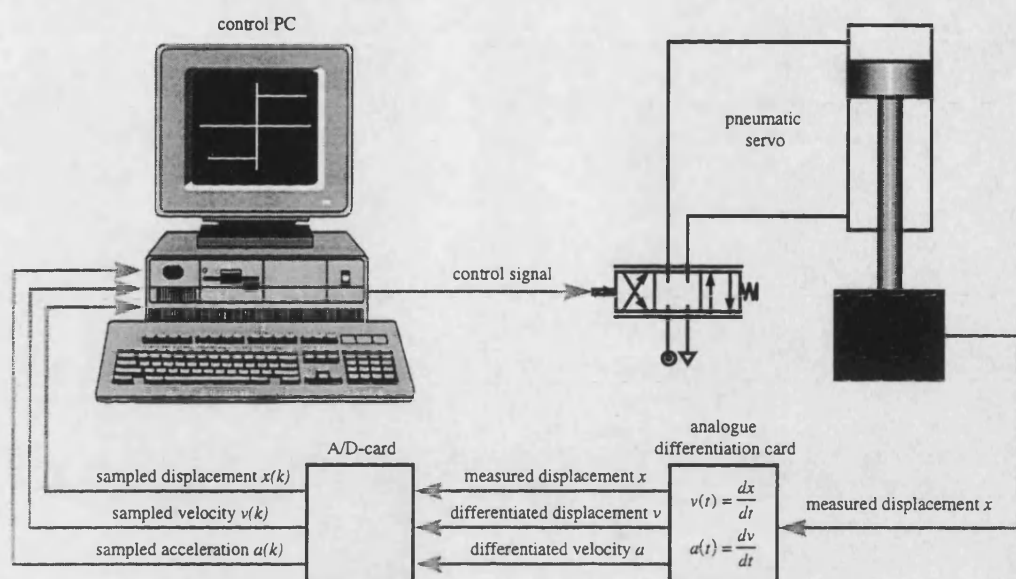 control PC
pneumatic
servo
control signal
A/D-card
analogue
differentiation card
sampled displacement x(k)
measured displacement x
v(t) = dx/dt
measured displacement x
sampled velocity v(k)
differentiated displacement v
sampled acceleration a(k)
differentiated velocity a
a(t) = dv/dt